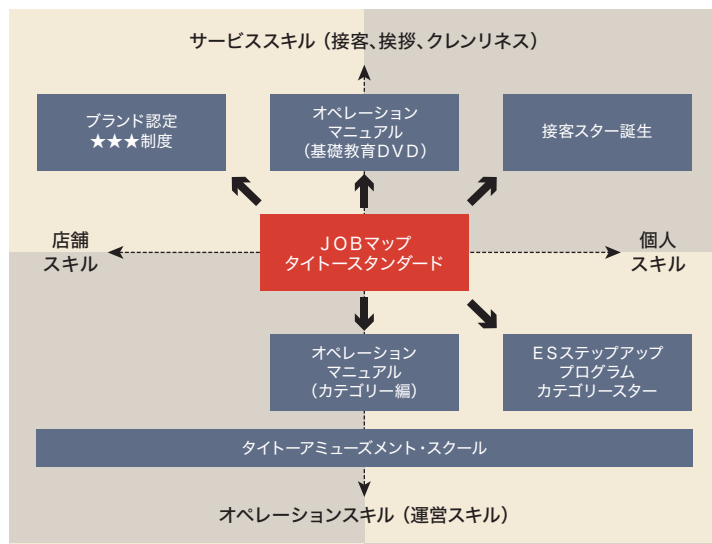 サービススキル（接客、挨拶、クレンリネス）
ブランド認定
★★★制度
オペレーション
マニュアル
（基礎教育ＤＶＤ）
接客スター誕生
店舗
スキル
ＪＯＢマップ
タイトースタンダード
個人
スキル
オペレーション
マニュアル
（カテゴリー編）
ＥＳステップアップ
プログラム
カテゴリースター
タイトーアミューズメント・スクール
オペレーションスキル（運営スキル）